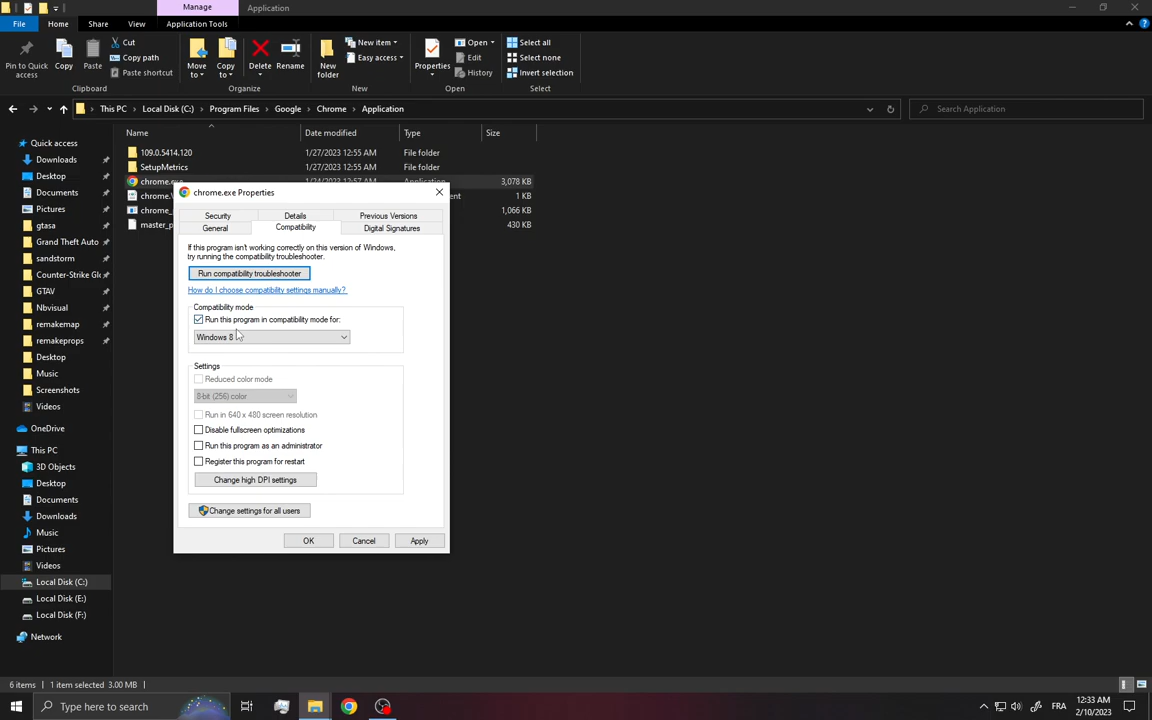 Manage
Application
File
Home
Share
View
Application Tools
Pin to Quick access
Copy
Paste
Cut
Copy path
Paste shortcut
Clipboard
Move to
Copy to
Delete
Rename
Organize
New folder
New item
Easy access
New
Properties
Open
Edit
History
Open
Select all
Select none
Invert selection
Select
This PC
Local Disk (C:)
Program Files
Google
Chrome
Application
Search Application
Name
Date modified
Type
Size
109.0.5414.120
1/27/2023 12:55 AM
File folder
SetupMetrics
1/27/2023 12:55 AM
File folder
3,078 KB
1 KB
1,066 KB
430 KB
Quick access
Downloads
Desktop
Documents
Pictures
gtasa
Grand Theft Auto
sandstorm
GTAV
Nbvisual
remakemap
remakeprops
Desktop
Music
Screenshots
Videos
OneDrive
This PC
3D Objects
Desktop
Documents
Downloads
Music
Pictures
Videos
Local Disk (C:)
Local Disk (E:)
Local Disk (F:)
Network
chrome.exe Properties
Security
Details
Previous Versions
General
Compatibility
Digital Signatures
If this program isn't working correctly on this version of Windows,
try running the compatibility troubleshooter.
Run compatibility troubleshooter
How do I choose compatibility settings manually?
Compatibility mode
Run this program in compatibility mode for:
Windows 8
Settings
Reduced color mode
8-bit (256) color
Run in 640 x 480 screen resolution
Disable fullscreen optimizations
Run this program as an administrator
Register this program for restart
Change high DPI settings
Change settings for all users
OK
Cancel
Apply
6 items
1 item selected 3.00 MB
Type here to search
FRA
12:33 AM
2/10/2023